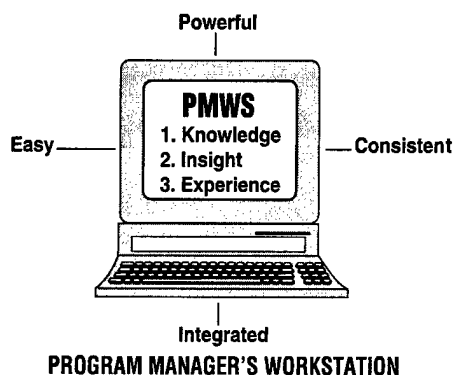 Powerful
PMWS
1. Knowledge
Easy
2. Insight
Consistent
3. Experience
Integrated
PROGRAM MANAGER'S WORKSTATION